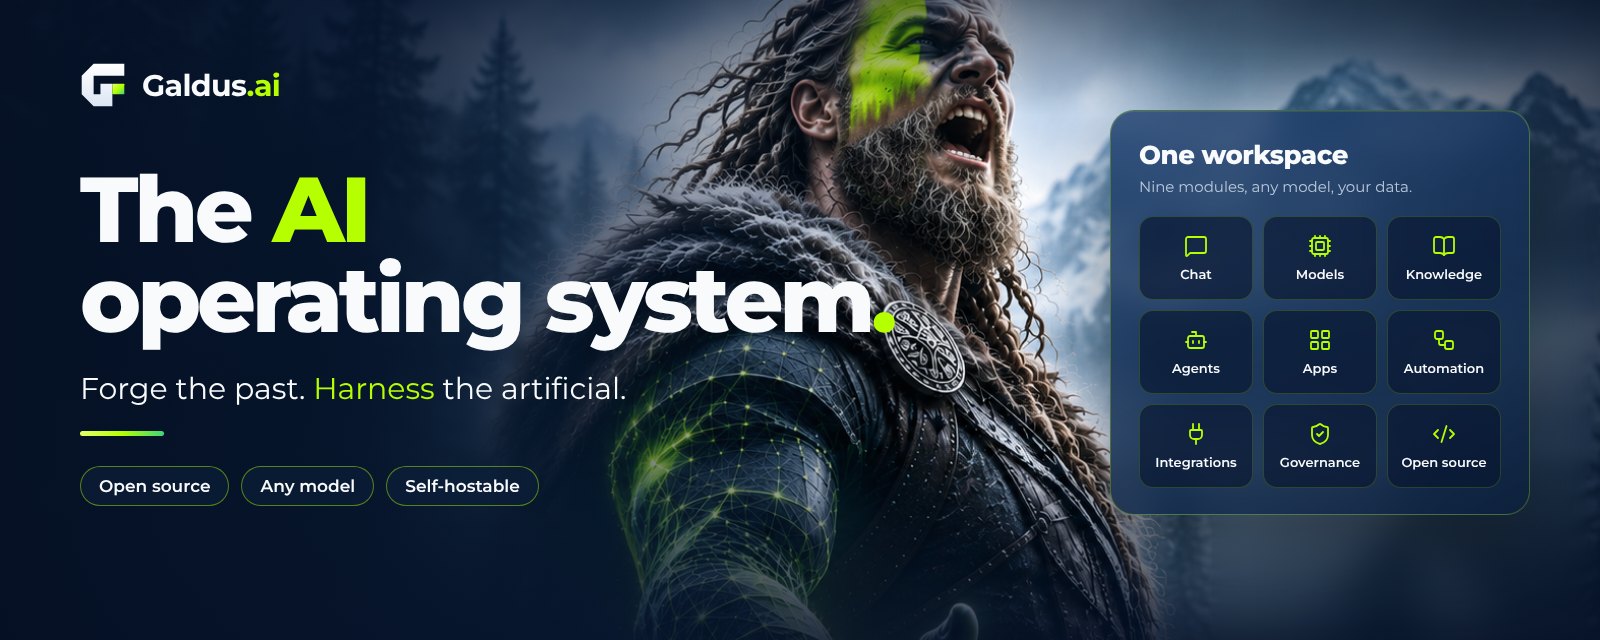 Galdus.ai
The AI
operating system.
Forge the past. Harness the artificial.
Open source
Any model
Self-hostable
One workspace
Nine modules, any model, your data.
Chat
Models
Knowledge
Agents
Apps
Automation
Integrations
Governance
Open source